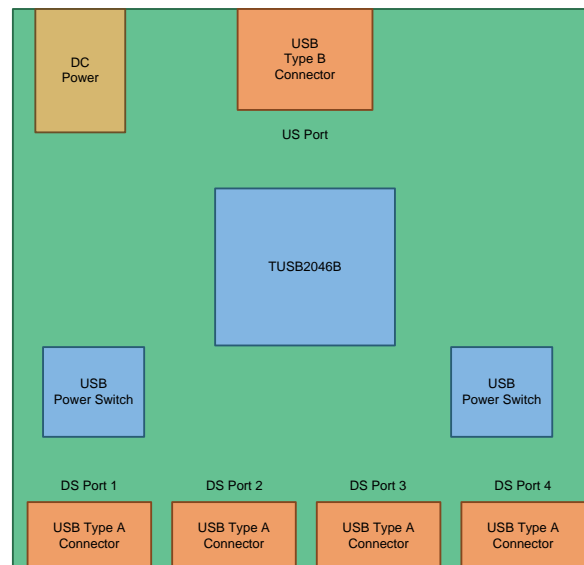 DC
Power
USB
Type B
Connector
US Port
TUSB2046B
USB
Power Switch
USB
Power Switch
DS Port 1
DS Port 2
DS Port 3
DS Port 4
USB Type A
Connector
USB Type A
Connector
USB Type A
Connector
USB Type A
Connector